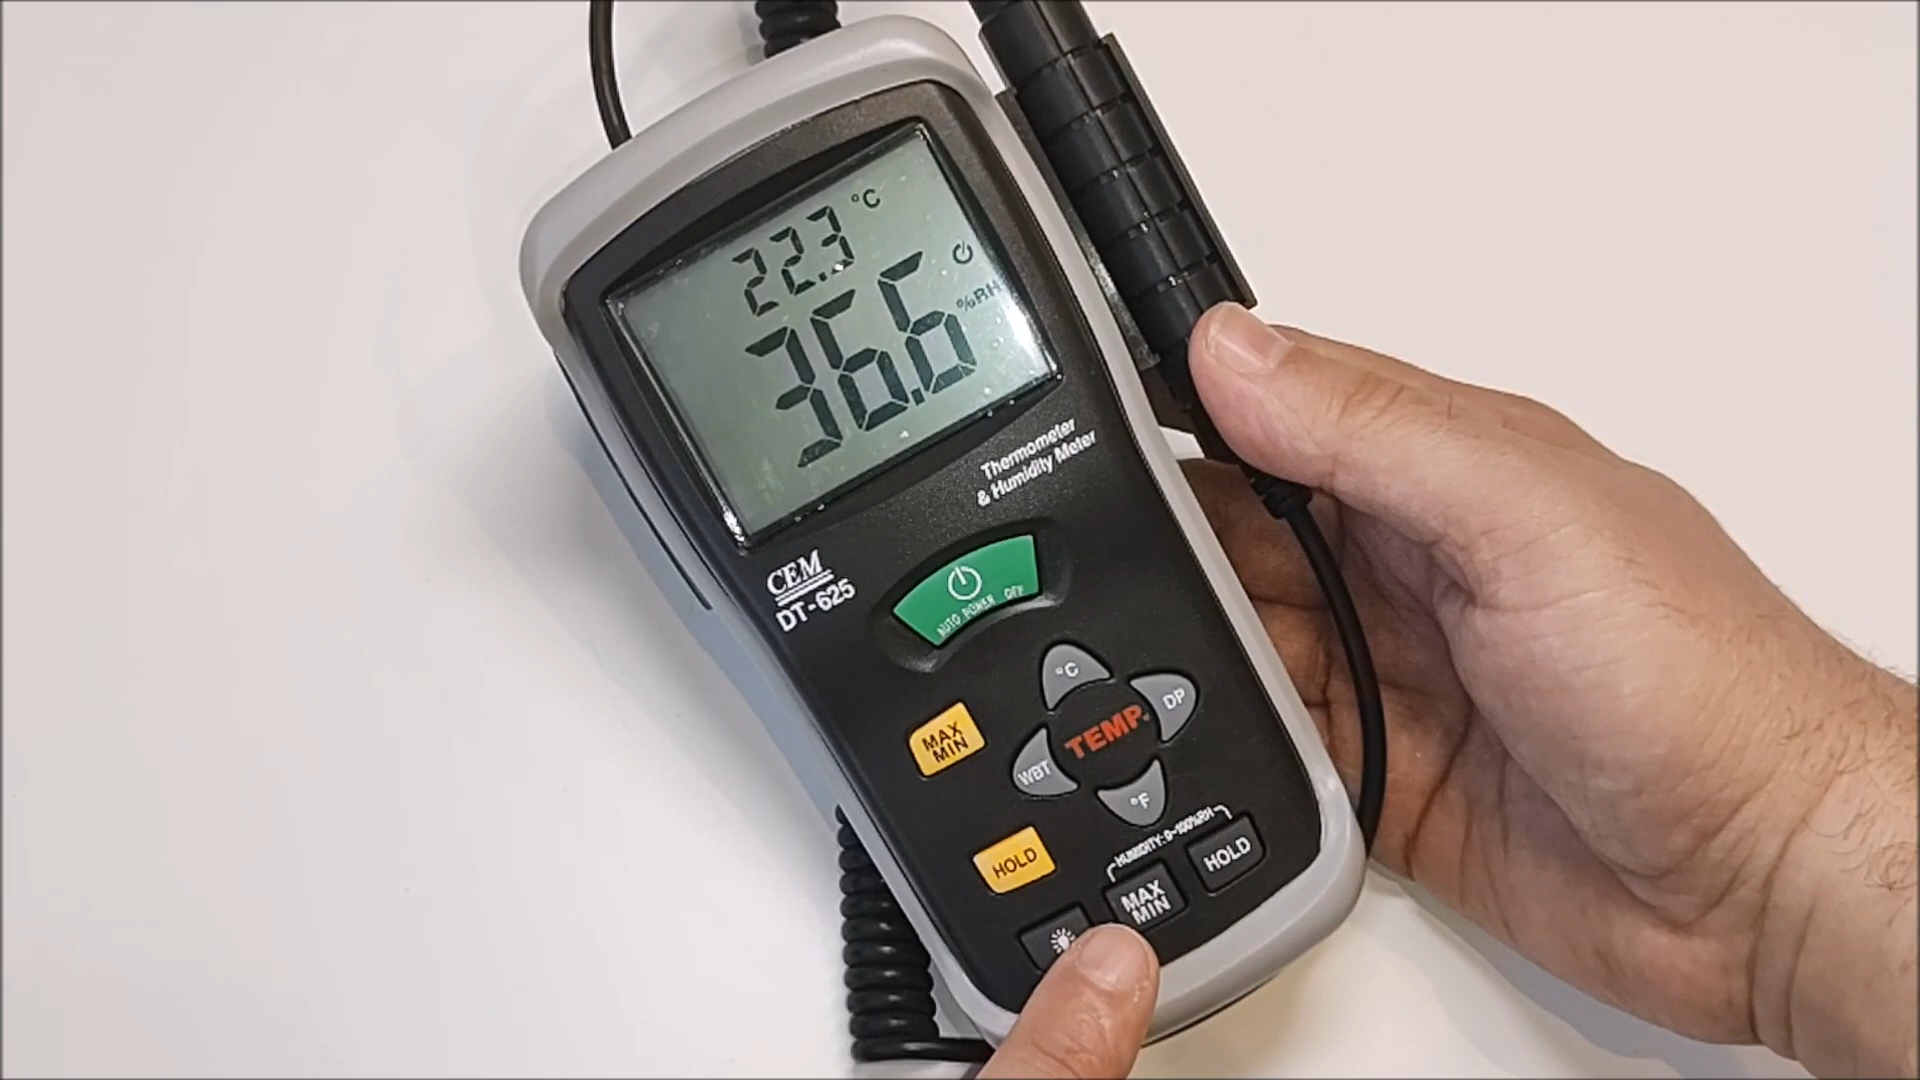 22.3 °C
36.6 %RH
Thermometer
& Humidity Meter
CEM
DT-625
AUTO POWER OFF
°C
DP
TEMP.
WBT
°F
MAX
MIN
HUMIDITY: 0~100%RH
HOLD
MAX
MIN
HOLD